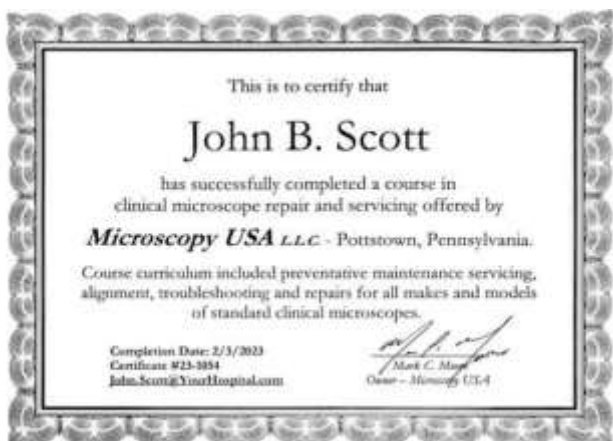 This is to certify that
John B. Scott
has successfully completed a course in
clinical microscope repair and servicing offered by
Microscopy USA L.L.C. - Pottstown, Pennsylvania.
Course curriculum included preventative maintenance servicing,
alignment, troubleshooting and repairs for all makes and models
of standard clinical microscopes.
Completion Date: 2/3/2023
Certificate #23-1054
John.Scott@YourHospital.com
Mark C.
Owner – Microscopy USA